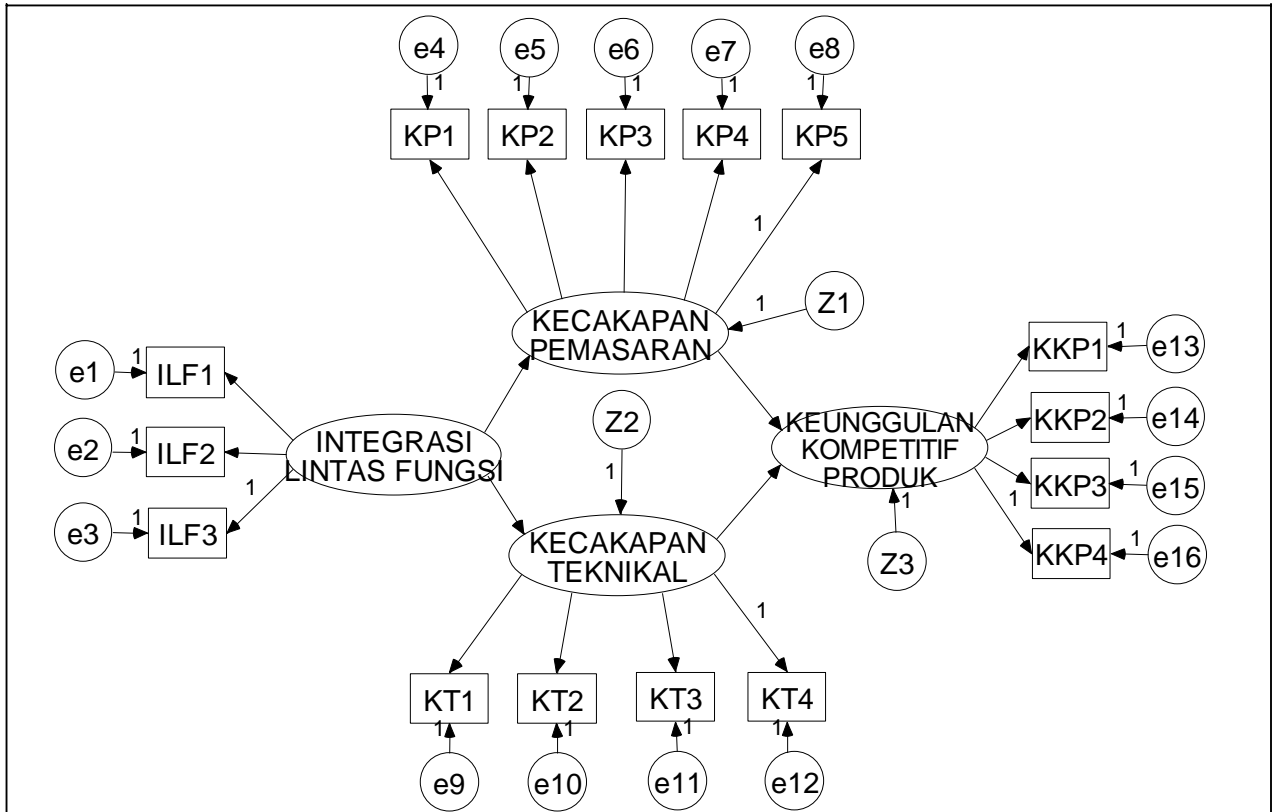 e4
e5
e6
e7
e8
1
1
1
1
1
KP1
KP2
KP3
KP4
KP5
1
1
Z1
KECAKAPAN
PEMASARAN
e1
1
ILF1
e2
1
ILF2
e3
1
ILF3
1
INTEGRASI
LINTAS FUNGSI
Z2
1
KEUNGGULAN
KOMPETITIF
PRODUK
1
Z3
KKP1
1
e13
KKP2
1
e14
KKP3
1
e15
1
KKP4
1
e16
KECAKAPAN
TEKNIKAL
1
KT1
KT2
KT3
KT4
1
1
1
1
e9
e10
e11
e12